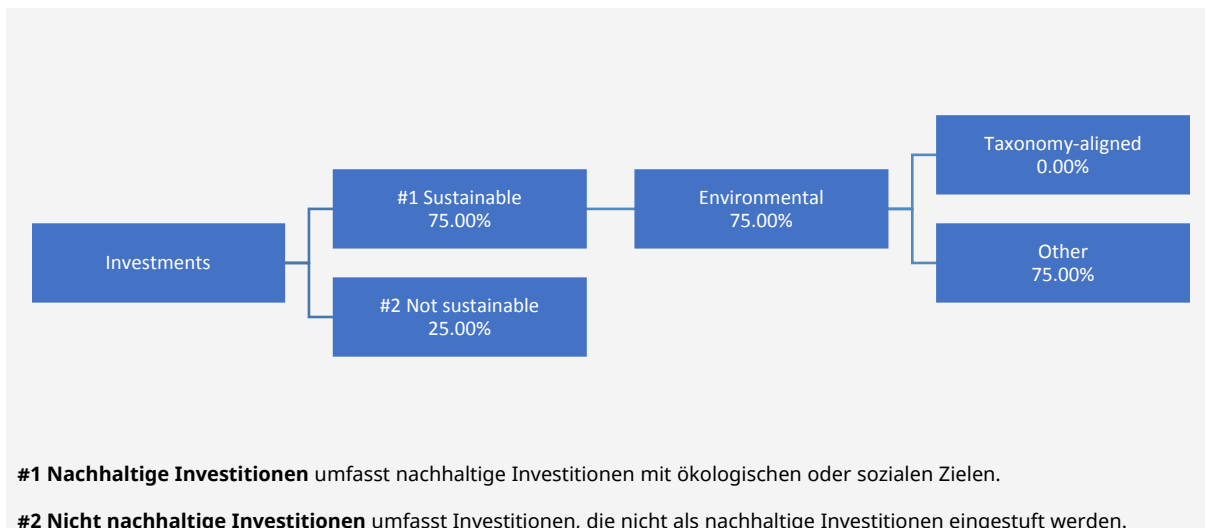 Taxonomy-aligned
0.00%
#1 Sustainable
75.00%
Environmental
75.00%
Other
75.00%
Investments
#2 Not sustainable
25.00%
#1 Nachhaltige Investitionen umfasst nachhaltige Investitionen mit ökologischen oder sozialen Zielen.
#2 Nicht nachhaltige Investitionen umfasst Investitionen, die nicht als nachhaltige Investitionen eingestuft werden.